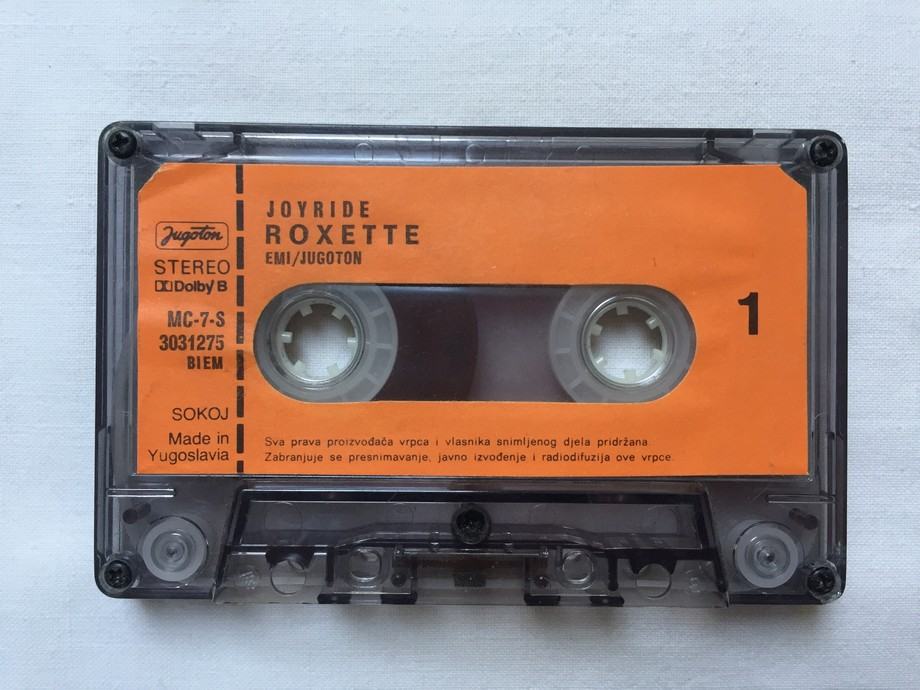 Jugoton
STEREO
Dolby B
MC-7-S
3031275
BIEM
SOKOJ
Made in
Yugoslavia
JOYRIDE
ROXETTE
EMI/JUGOTON
1
Sva prava proizvođača vrpca i vlasnika snimljenog djela pridržana.
Zabranjuje se presnimavanje, javno izvođenje i radiodifuzija ove vrpce.